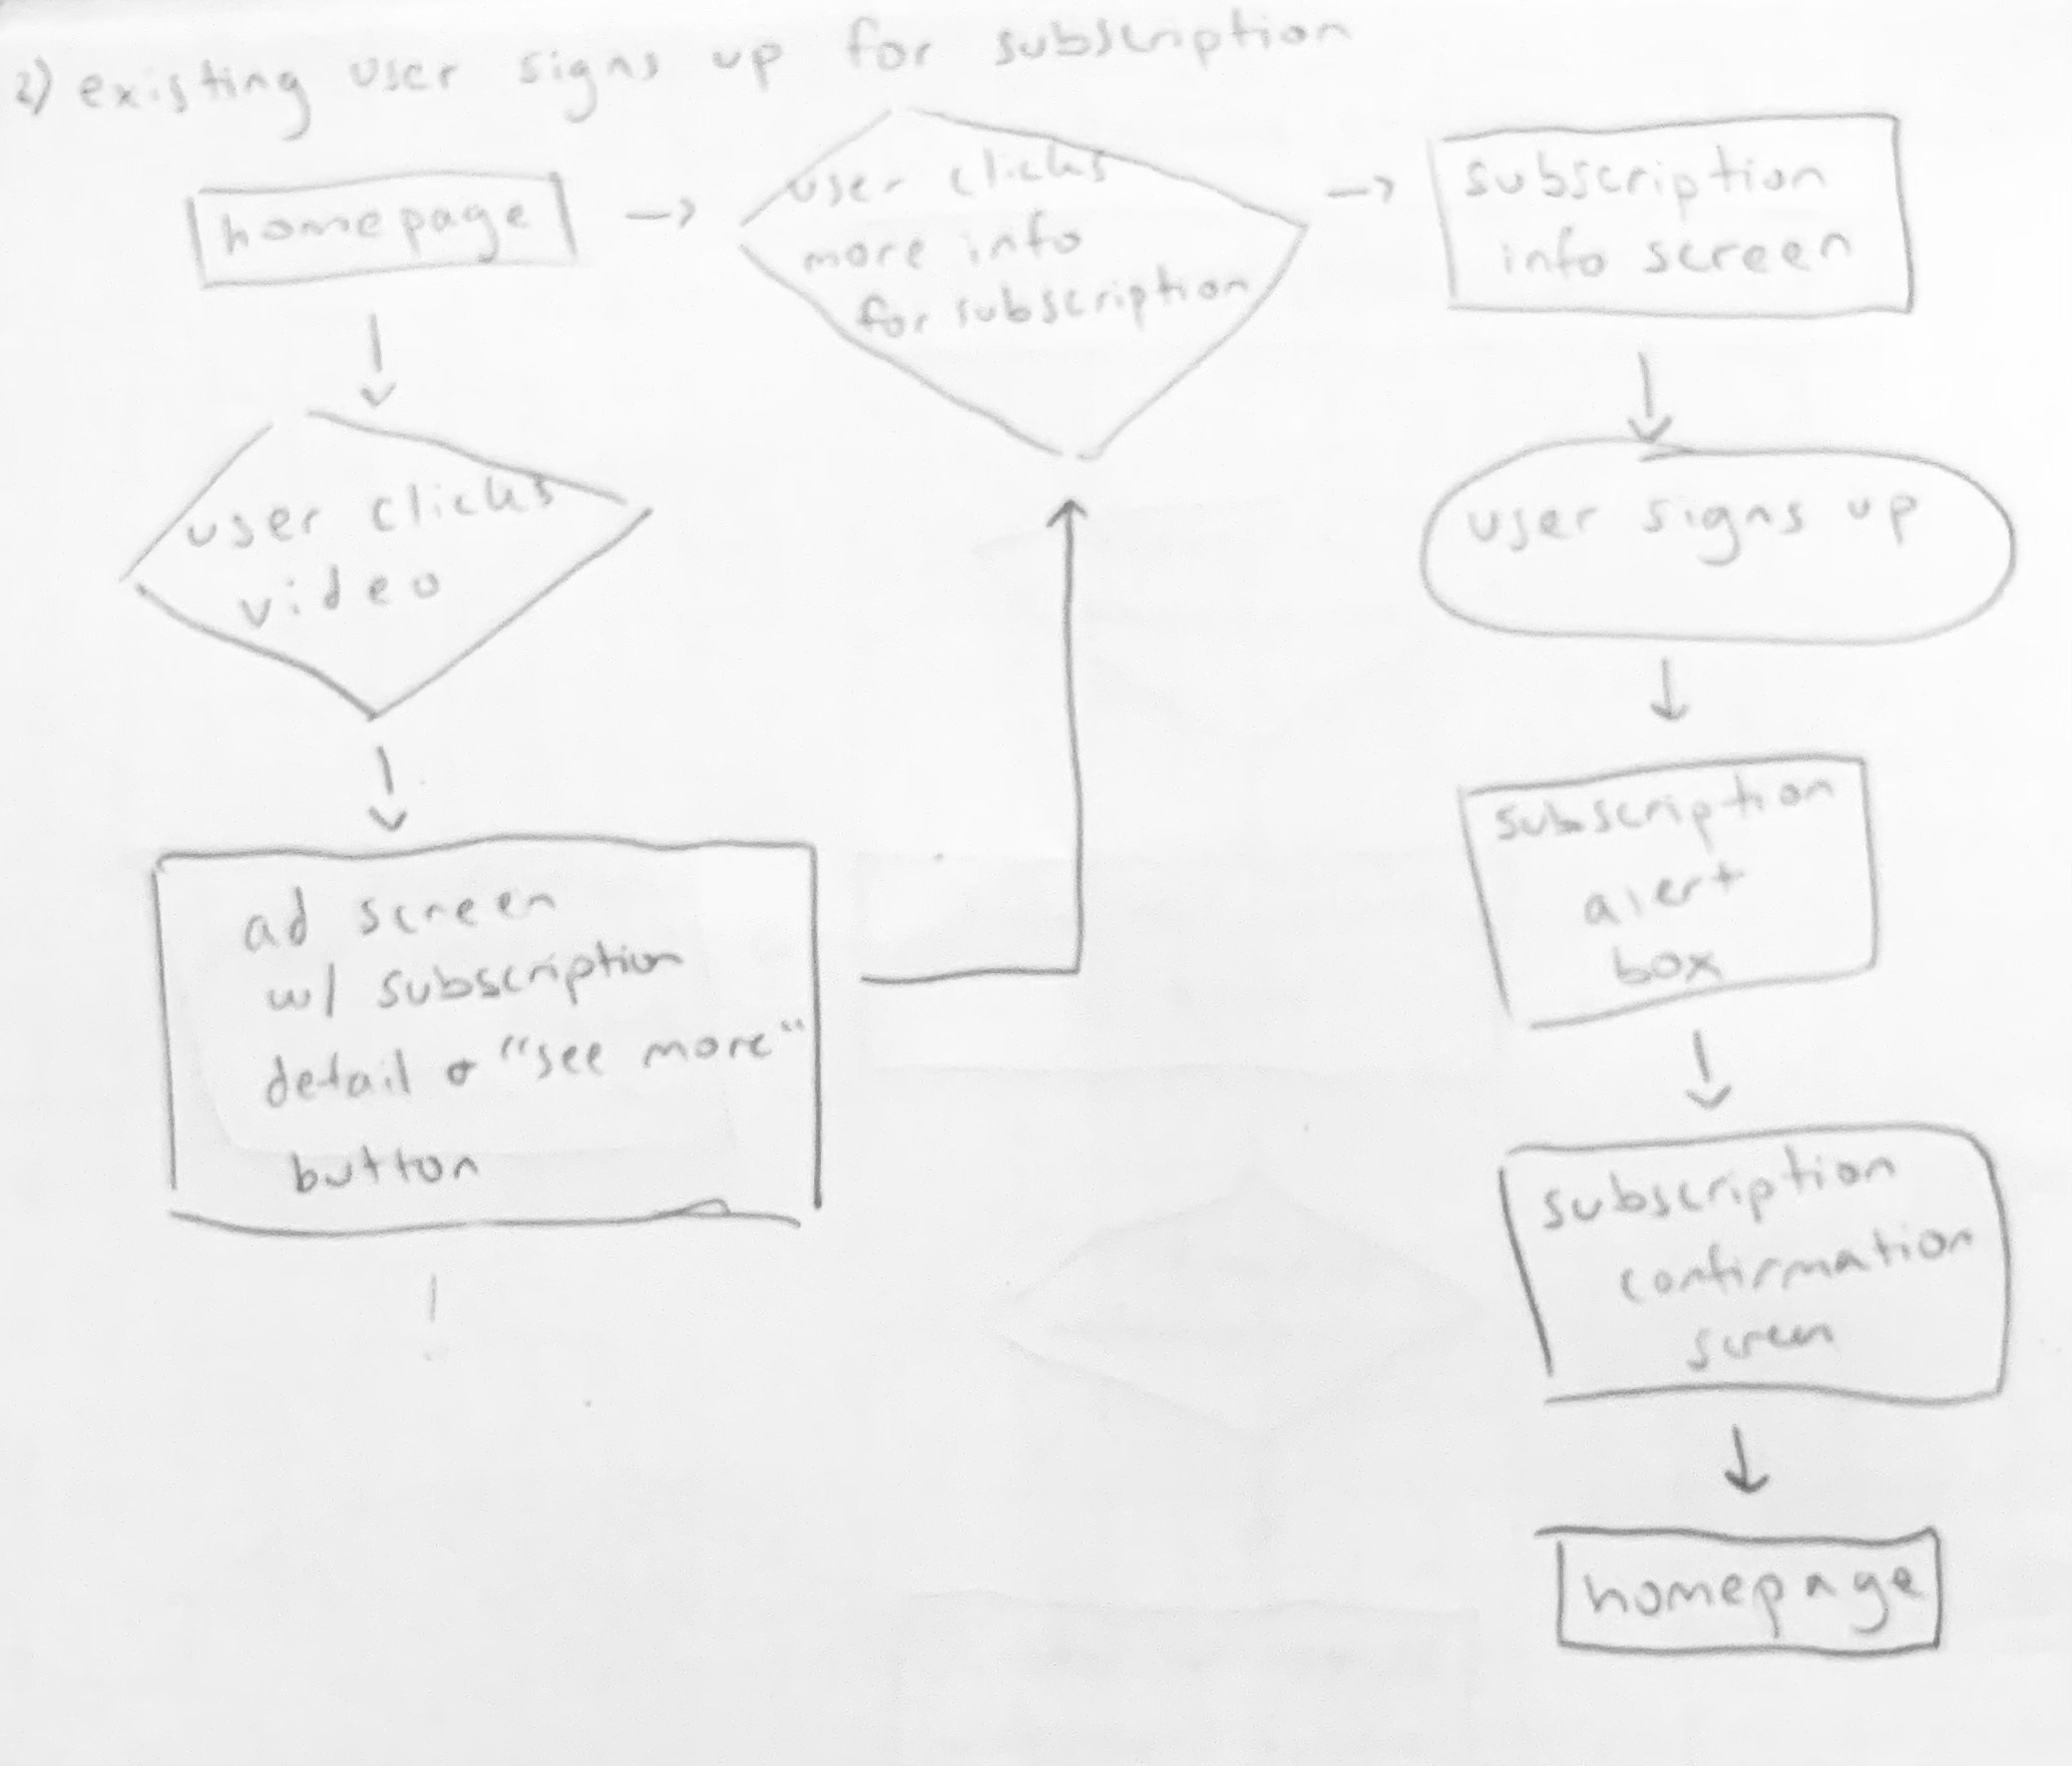 2) existing user signs up for subscription
homepage
user clicks
more info
for subscription
subscription
info screen
user clicks
video
ad screen
w/ subscription
detail & "see more"
button
user signs up
subscription
alert
box
subscription
confirmation
screen
homepage